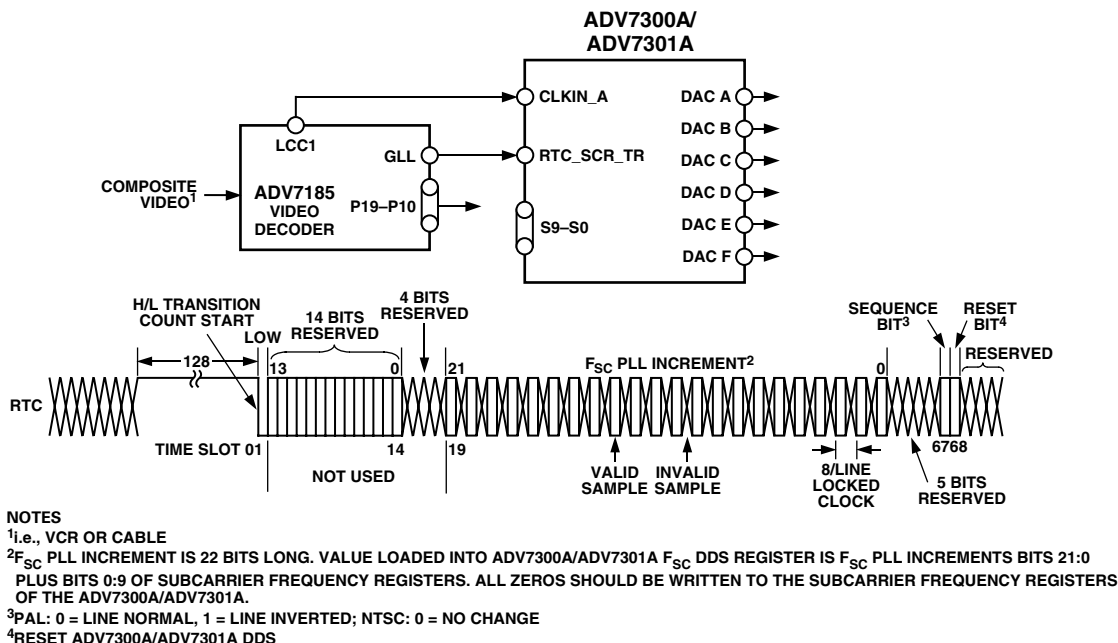 ADV7300A/
ADV7301A
CLKIN_A
DAC A
LCC1
DAC B
GLL
RTC_SCR_TR
DAC C
COMPOSITE
VIDEO1
ADV7185
VIDEO
DECODER
P19–P10
DAC D
S9–S0
DAC E
DAC F
H/L TRANSITION
COUNT START
LOW
14 BITS
RESERVED
4 BITS
RESERVED
SEQUENCE
BIT3
RESET
BIT4
RESERVED
128
13
0
21
FSC PLL INCREMENT2
0
RTC
TIME SLOT 01
14
19
6768
NOT USED
VALID
SAMPLE
INVALID
SAMPLE
8/LINE
LOCKED
CLOCK
5 BITS
RESERVED
NOTES
1i.e., VCR OR CABLE
2FSC PLL INCREMENT IS 22 BITS LONG. VALUE LOADED INTO ADV7300A/ADV7301A FSC DDS REGISTER IS FSC PLL INCREMENTS BITS 21:0
PLUS BITS 0:9 OF SUBCARRIER FREQUENCY REGISTERS. ALL ZEROS SHOULD BE WRITTEN TO THE SUBCARRIER FREQUENCY REGISTERS
OF THE ADV7300A/ADV7301A.
3PAL: 0 = LINE NORMAL, 1 = LINE INVERTED; NTSC: 0 = NO CHANGE
4RESET ADV7300A/ADV7301A DDS